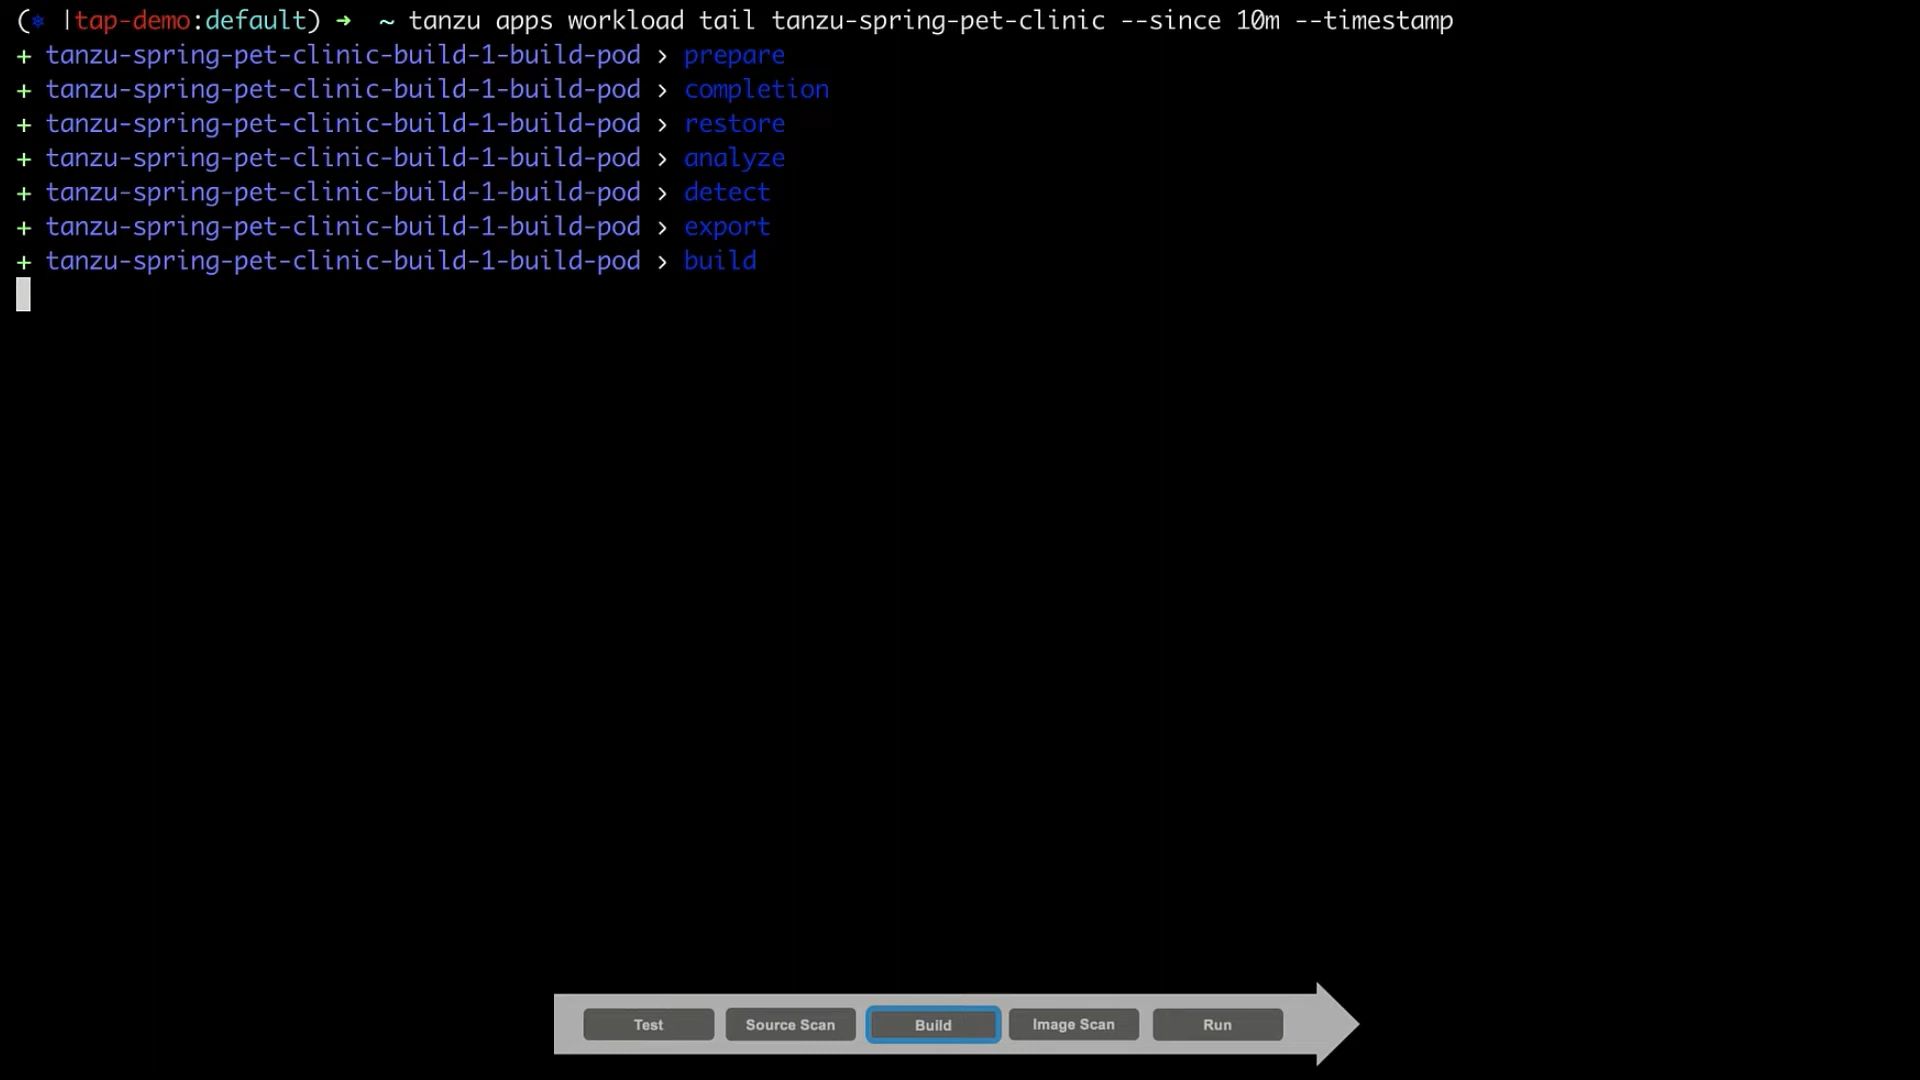 (⎈ |tap-demo:default) ➜  ~ tanzu apps workload tail tanzu-spring-pet-clinic --since 10m --timestamp
+ tanzu-spring-pet-clinic-build-1-build-pod › prepare
+ tanzu-spring-pet-clinic-build-1-build-pod › completion
+ tanzu-spring-pet-clinic-build-1-build-pod › restore
+ tanzu-spring-pet-clinic-build-1-build-pod › analyze
+ tanzu-spring-pet-clinic-build-1-build-pod › detect
+ tanzu-spring-pet-clinic-build-1-build-pod › export
+ tanzu-spring-pet-clinic-build-1-build-pod › build
Test Source Scan Build Image Scan Run